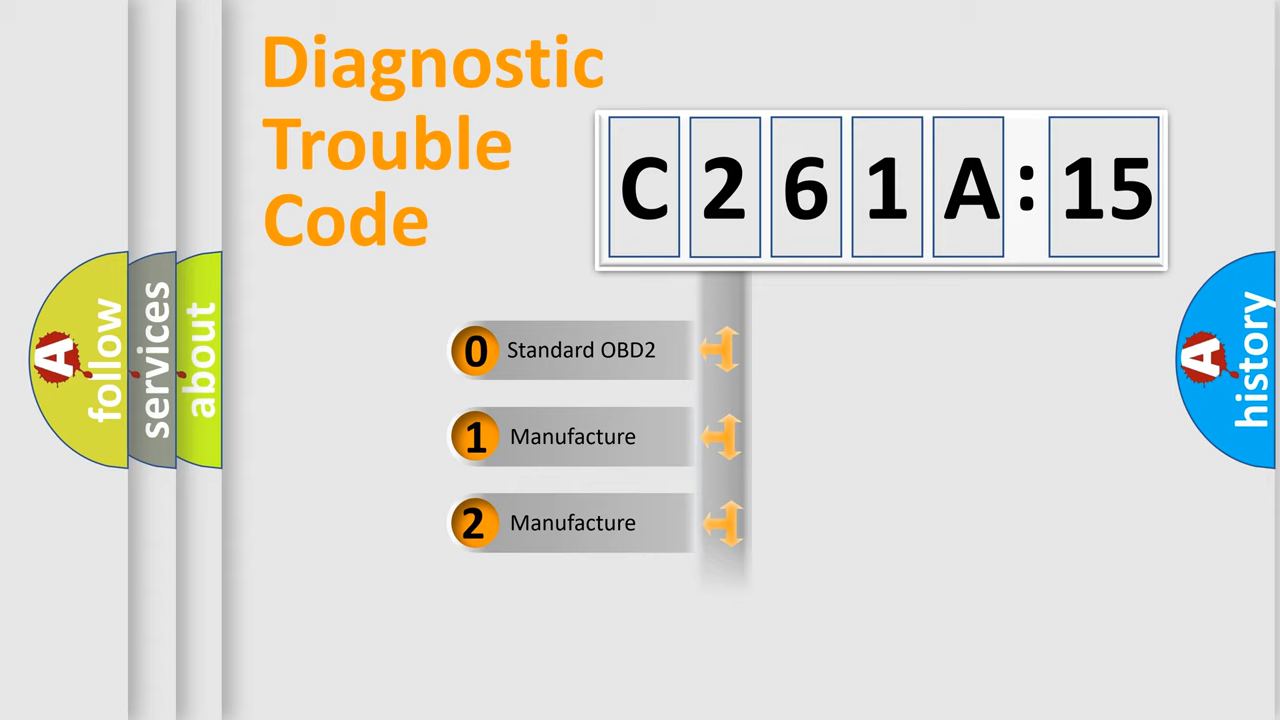 Diagnostic
Trouble
Code
C 2 6 1 A : 15
0 Standard OBD2
1 Manufacture
2 Manufacture
A follow
services
about
A history